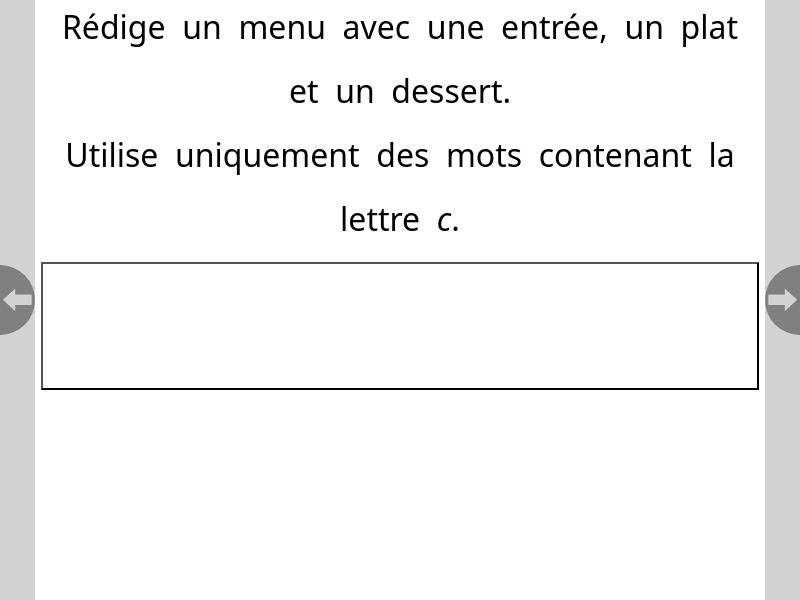 Rédige un menu avec une entrée, un plat
et un dessert.
Utilise uniquement des mots contenant la
lettre c.